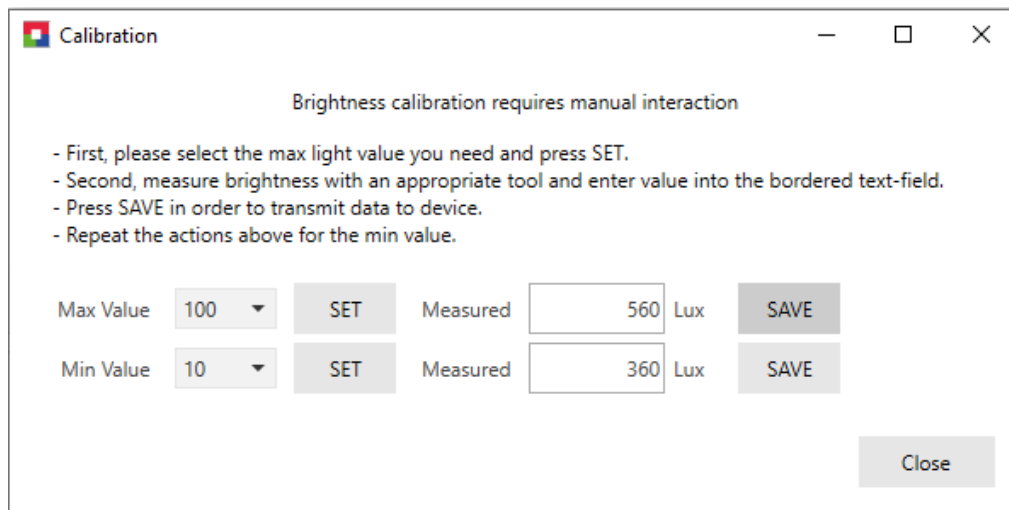 Calibration
Brightness calibration requires manual interaction
- First, please select the max light value you need and press SET.
- Second, measure brightness with an appropriate tool and enter value into the bordered text-field.
- Press SAVE in order to transmit data to device.
- Repeat the actions above for the min value.
Max Value 100 SET Measured 560 Lux SAVE
Min Value 10 SET Measured 360 Lux SAVE
Close